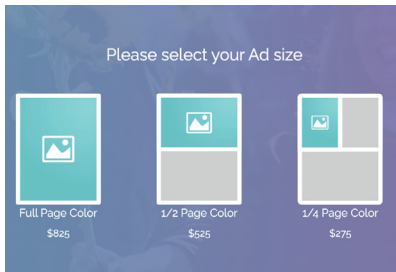 Please select your Ad size
Full Page Color
1/2 Page Color
1/4 Page Color
$825
$525
$275